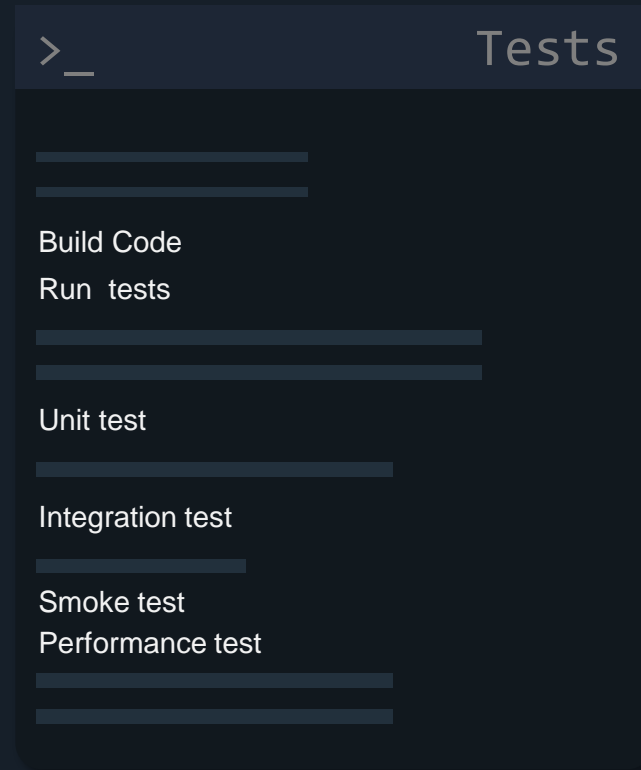 >_ Tests
Build Code
Run tests
Unit test
Integration test
Smoke test
Performance test